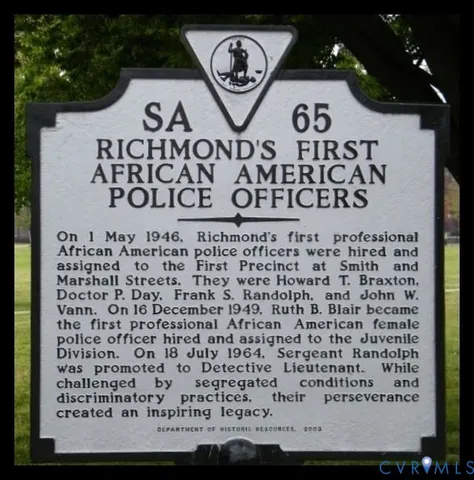 SA 65
RICHMOND'S FIRST
AFRICAN AMERICAN
POLICE OFFICERS
On 1 May 1946, Richmond's first professional
African American police officers were hired and
assigned to the First Precinct at Smith and
Marshall Streets. They were Howard T. Braxton,
Doctor P. Day, Frank S. Randolph, and John W.
Vann. On 16 December 1949, Ruth B. Blair became
the first professional African American female
police officer hired and assigned to the Juvenile
Division. On 18 July 1964, Sergeant Randolph
was promoted to Detective Lieutenant. While
challenged by segregated conditions and
discriminatory practices, their perseverance
created an inspiring legacy.
DEPARTMENT OF HISTORIC RESOURCES, 2003
CVRMLS